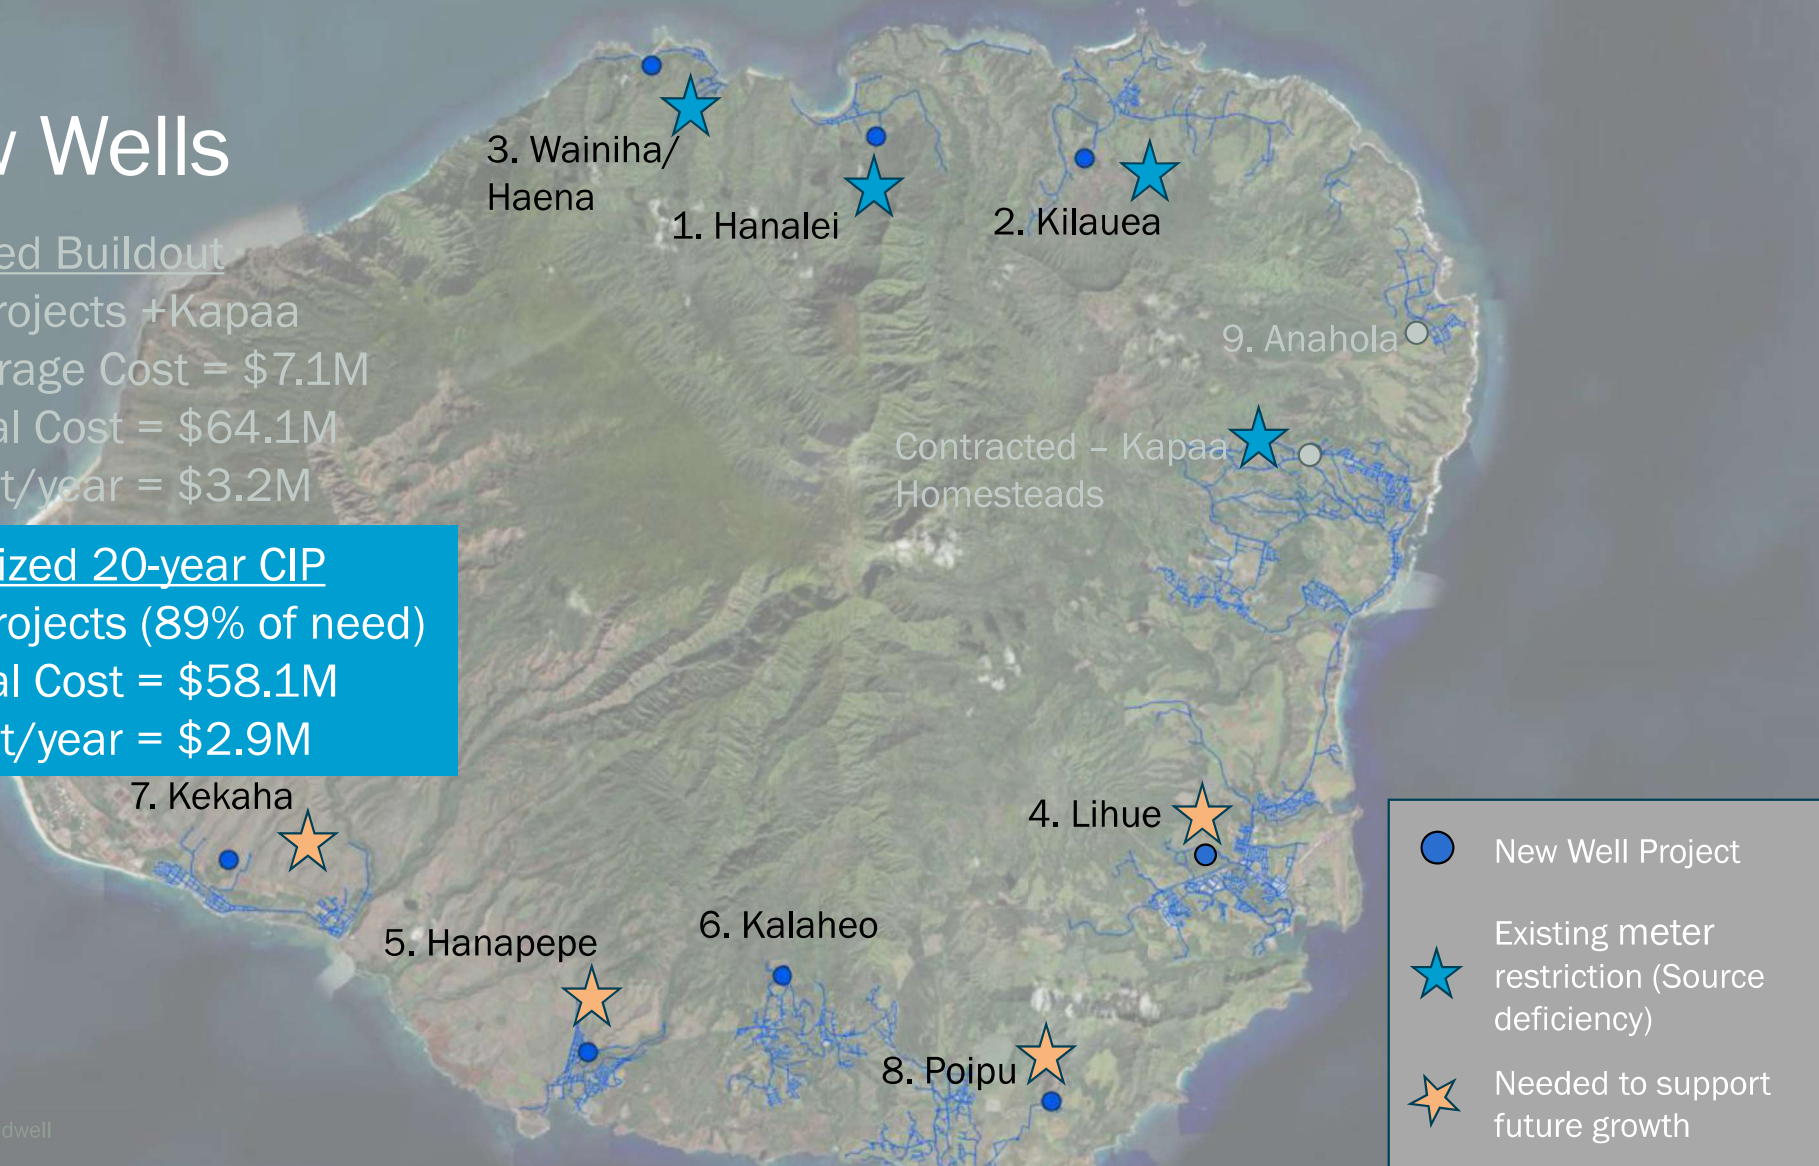 w Wells
ed Buildout
rojects +Kapaa
rage Cost = $7.1M
al Cost = $64.1M
t/year = $3.2M
ized 20-year CIP
rojects (89% of need)
al Cost = $58.1M
t/year = $2.9M
3. Wainiha/
Haena
1. Hanalei
2. Kilauea
9. Anahola
Contracted – Kapaa
Homesteads
7. Kekaha
4. Lihue
5. Hanapepe
6. Kalaheo
8. Poipu
New Well Project
Existing meter
restriction (Source
deficiency)
Needed to support
future growth
dwell